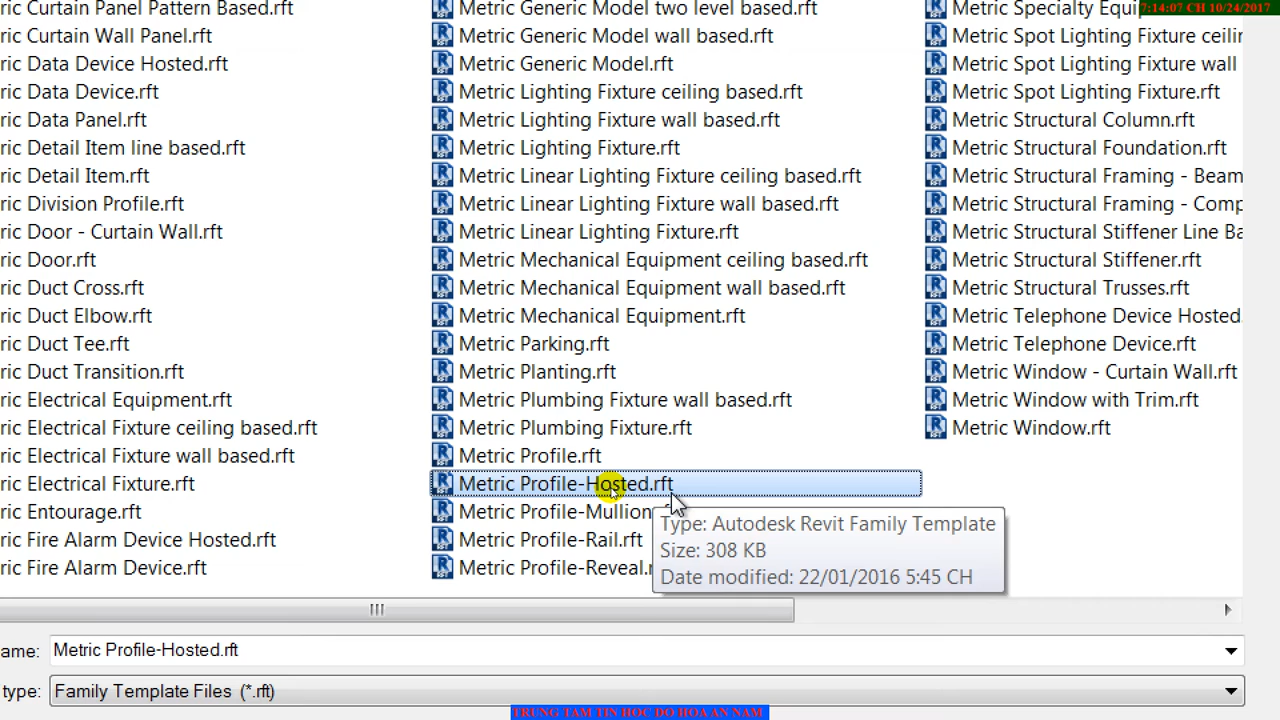 ric Curtain Panel Pattern Based.rft
ric Curtain Wall Panel.rft
ric Data Device Hosted.rft
ric Data Device.rft
ric Data Panel.rft
ric Detail Item line based.rft
ric Detail Item.rft
ric Division Profile.rft
ric Door - Curtain Wall.rft
ric Door.rft
ric Duct Cross.rft
ric Duct Elbow.rft
ric Duct Tee.rft
ric Duct Transition.rft
ric Electrical Equipment.rft
ric Electrical Fixture ceiling based.rft
ric Electrical Fixture wall based.rft
ric Electrical Fixture.rft
ric Entourage.rft
ric Fire Alarm Device Hosted.rft
ric Fire Alarm Device.rft
Metric Generic Model two level based.rft
Metric Generic Model wall based.rft
Metric Generic Model.rft
Metric Lighting Fixture ceiling based.rft
Metric Lighting Fixture wall based.rft
Metric Lighting Fixture.rft
Metric Linear Lighting Fixture ceiling based.rft
Metric Linear Lighting Fixture wall based.rft
Metric Linear Lighting Fixture.rft
Metric Mechanical Equipment ceiling based.rft
Metric Mechanical Equipment wall based.rft
Metric Mechanical Equipment.rft
Metric Parking.rft
Metric Planting.rft
Metric Plumbing Fixture wall based.rft
Metric Plumbing Fixture.rft
Metric Profile.rft
Metric Profile-Hosted.rft
Metric Profile-Mullion
Metric Profile-Rail.rft
Metric Profile-Reveal.r
Metric Specialty Equi
Metric Spot Lighting Fixture ceilir
Metric Spot Lighting Fixture wall
Metric Spot Lighting Fixture.rft
Metric Structural Column.rft
Metric Structural Foundation.rft
Metric Structural Framing - Beam
Metric Structural Framing - Comp
Metric Structural Stiffener Line Ba
Metric Structural Stiffener.rft
Metric Structural Trusses.rft
Metric Telephone Device Hosted.
Metric Telephone Device.rft
Metric Window - Curtain Wall.rft
Metric Window with Trim.rft
Metric Window.rft
7:14:07 CH 10/24/2017
Type: Autodesk Revit Family Template
Size: 308 KB
Date modified: 22/01/2016 5:45 CH
ame: Metric Profile-Hosted.rft
type: Family Template Files (*.rft)
TRUNG TAM TIN HOC DO HOA AN NAM